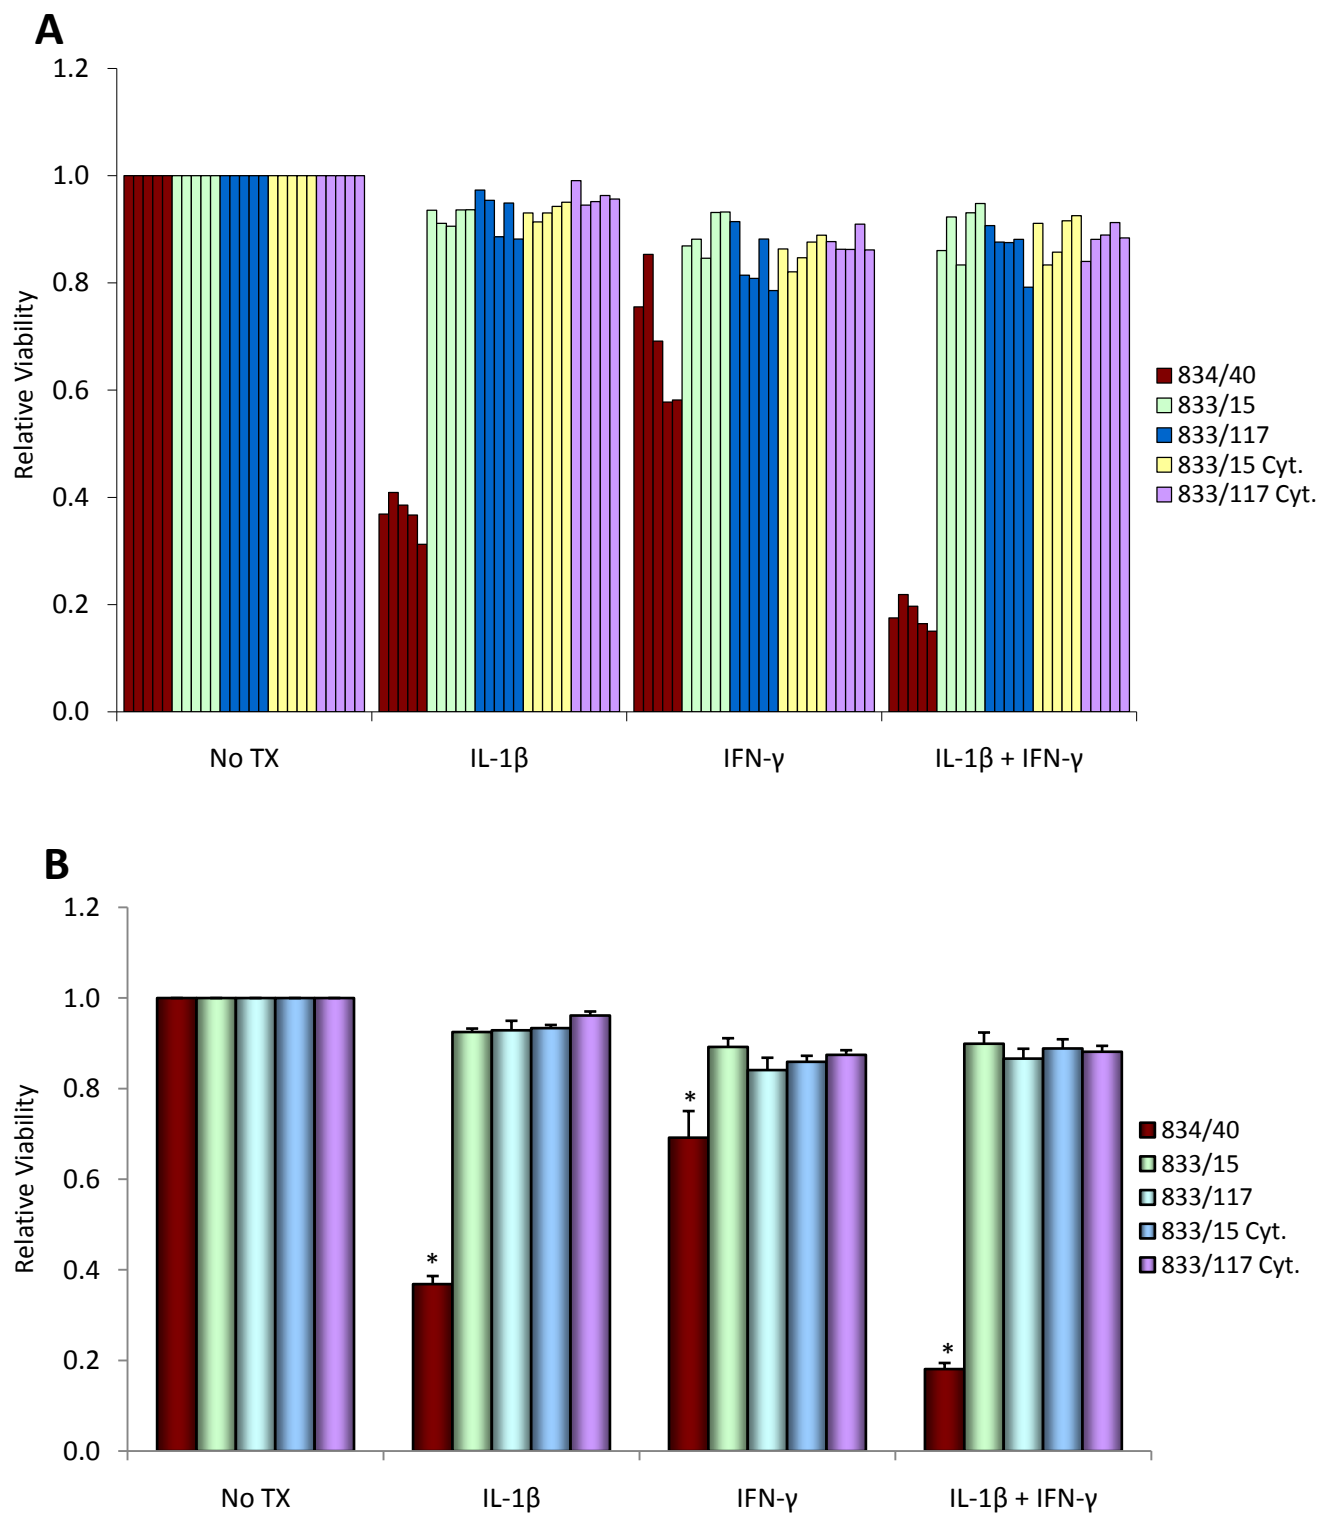 A
1.2
1.0
0.8
0.6
0.4
0.2
0.0
Relative Viability
No TX
IL-1β
IFN-γ
IL-1β + IFN-γ
834/40
833/15
833/117
833/15 Cyt.
833/117 Cyt.
B
1.2
1.0
0.8
0.6
0.4
0.2
0.0
Relative Viability
*
*
*
No TX
IL-1β
IFN-γ
IL-1β + IFN-γ
834/40
833/15
833/117
833/15 Cyt.
833/117 Cyt.